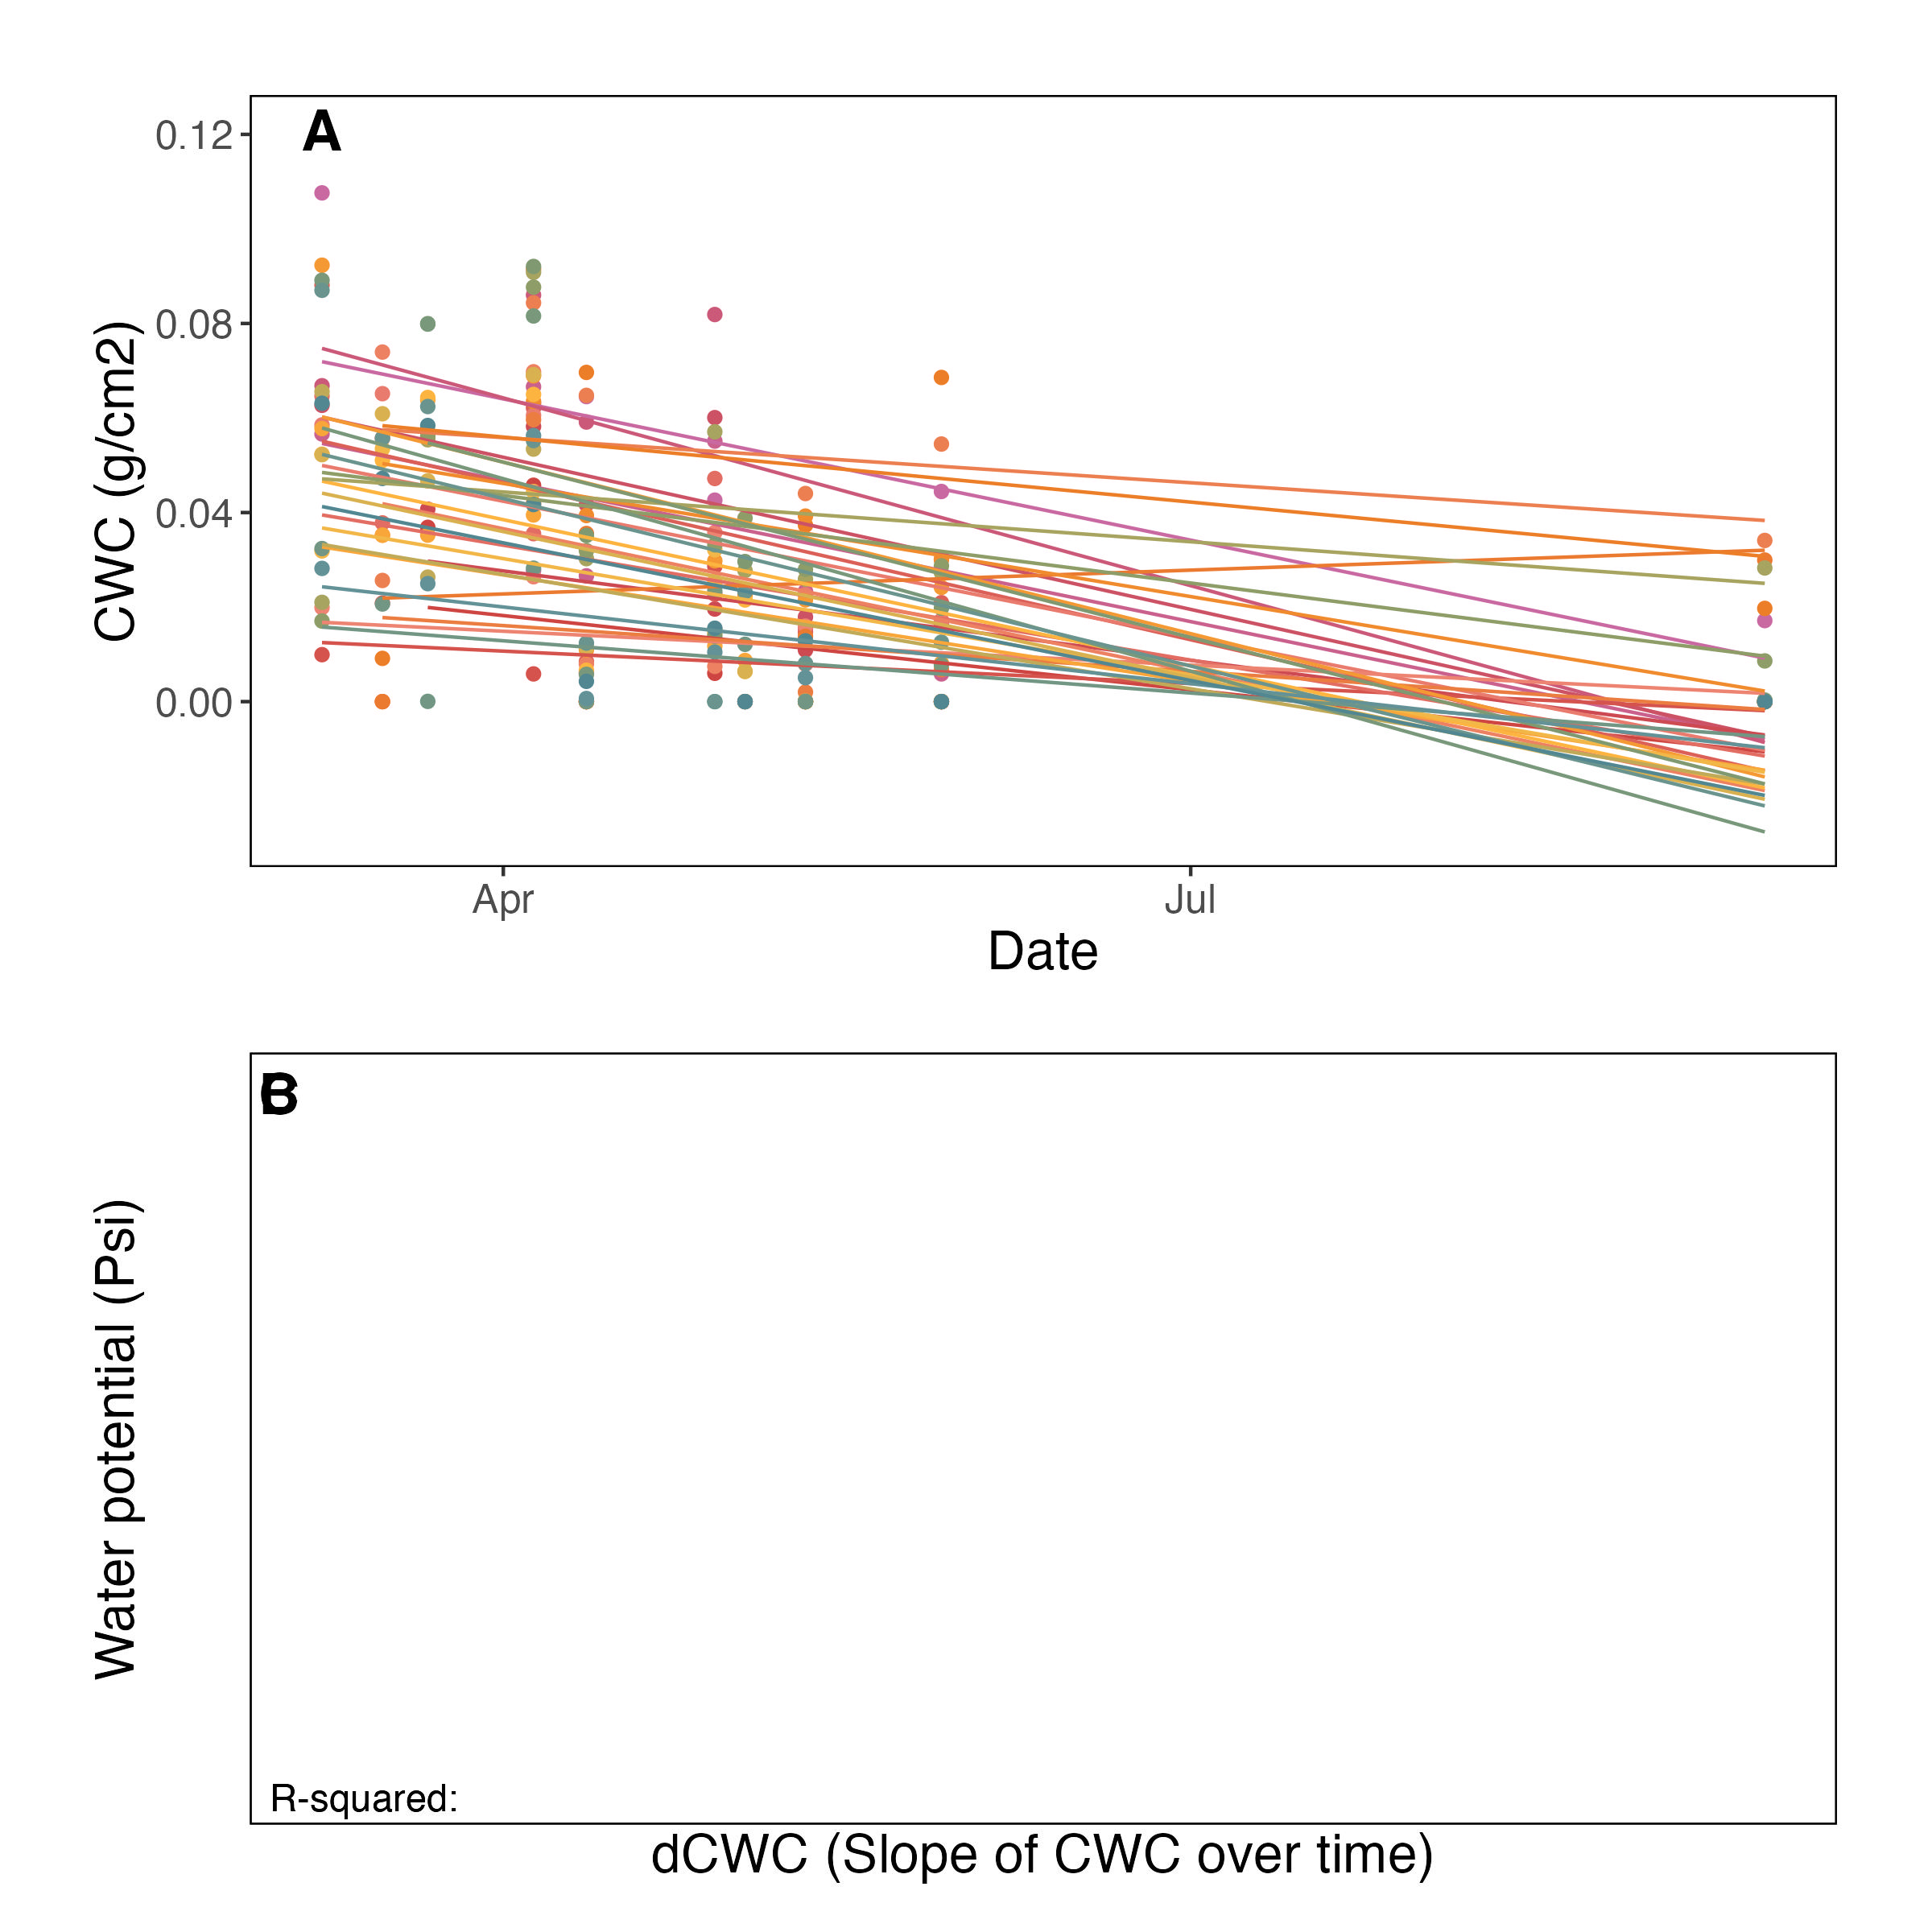 A
0.12
0.08
0.04
0.00
CWC (g/cm2)
Apr
Jul
Date
B
C
Water potential (Psi)
R-squared:
dCWC (Slope of CWC over time)